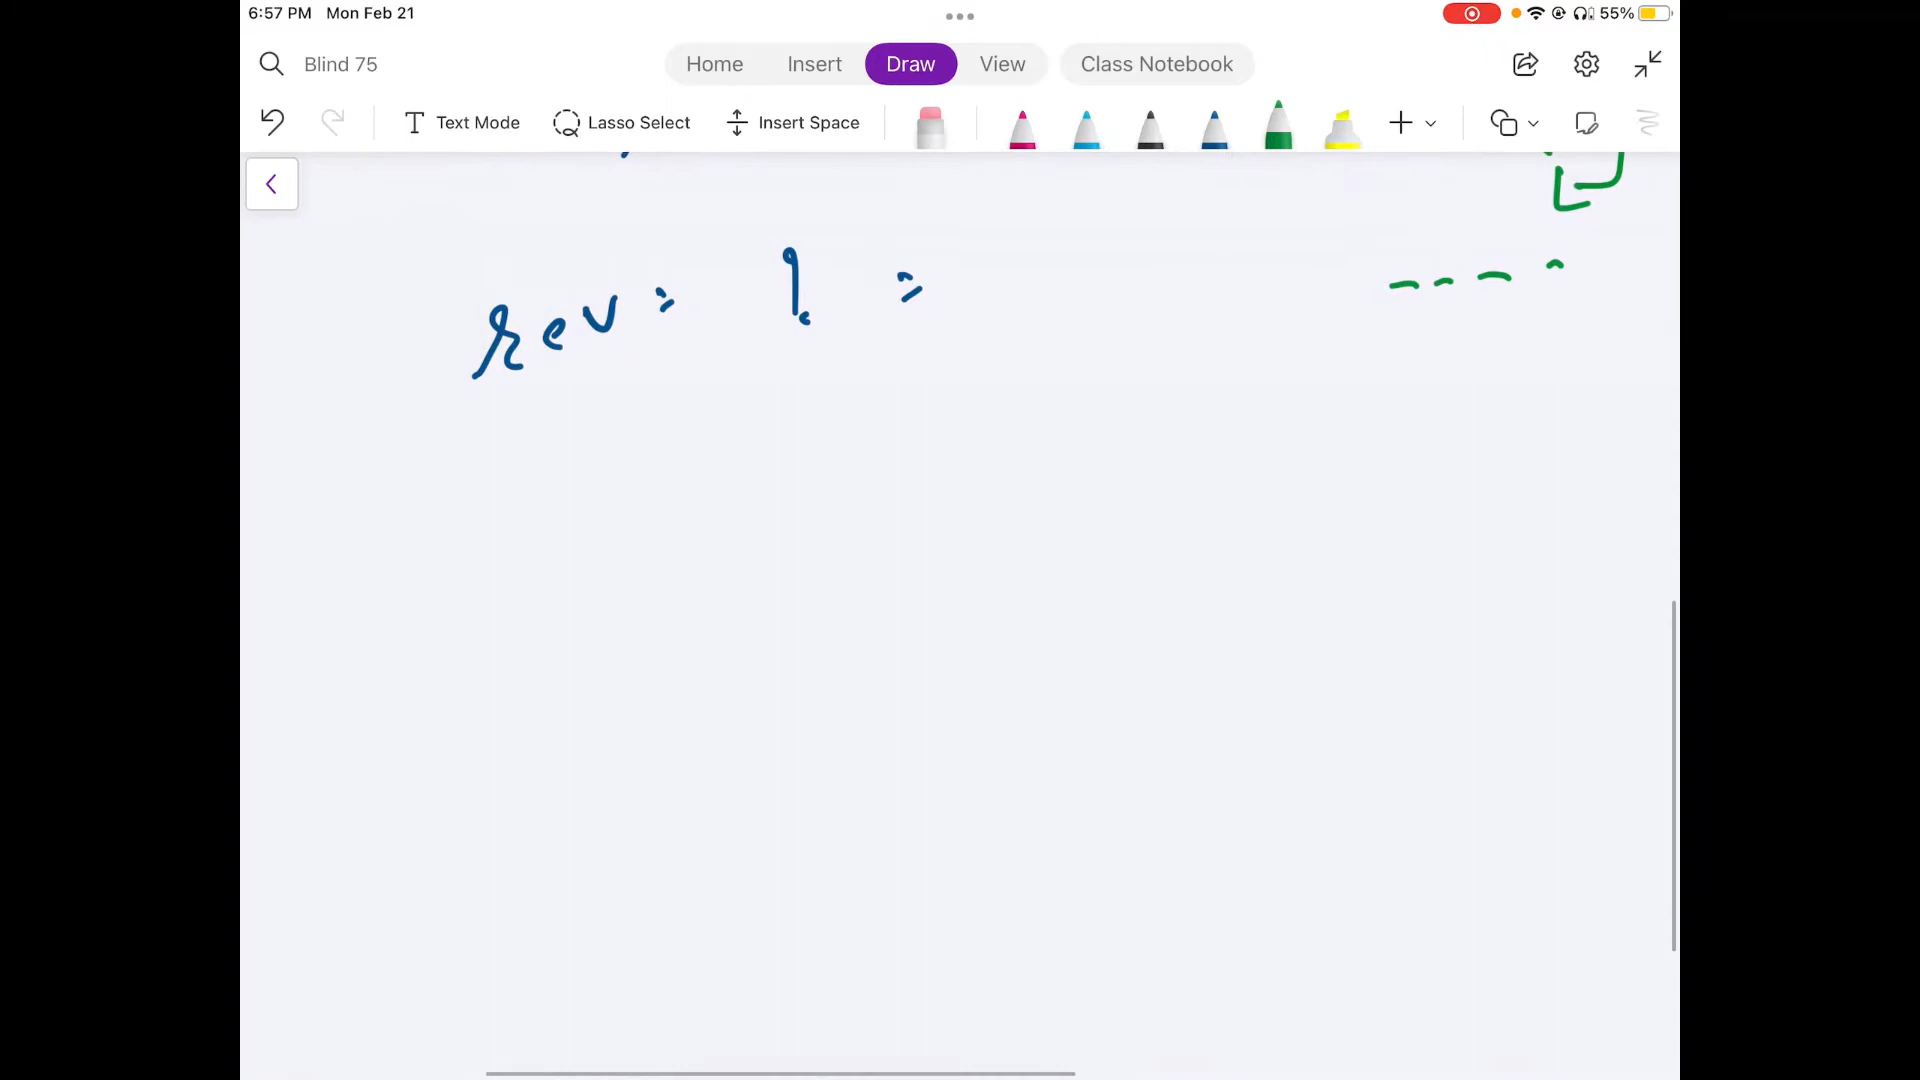 6:57 PM Mon Feb 21 55%
Blind 75 Home Insert Draw View Class Notebook
Text Mode Lasso Select Insert Space
rev = 1 =